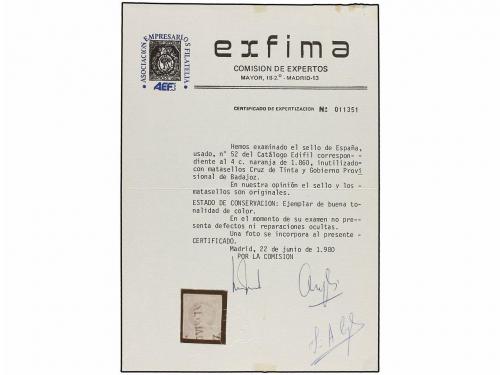 ASOCIACION EMPRESARIOS FILATELIA
AEF
exfima
COMISION DE EXPERTOS
MAYOR, 18-2º - MADRID-13
CERTIFICADO DE EXPERTIZACION Nº 011351
Hemos examinado el sello de España,
usado, nº 52 del Catálogo Edifil correspon-
diente al 4 c. naranja de 1.860, inutilizado-
con matasellos Cruz de Tinta y Gobierno Provi
sional de Badajoz.
En nuestra opinión el sello y los -
matasellos son originales.
ESTADO DE CONSERVACION: Ejemplar de buena to-
nalidad de color.
En el momento de su examen no pre-
senta defectos ni reparaciones ocultas.
Una foto se incorpora al presente -
CERTIFICADO.
Madrid, 22 de junio de 1.980
POR LA COMISION